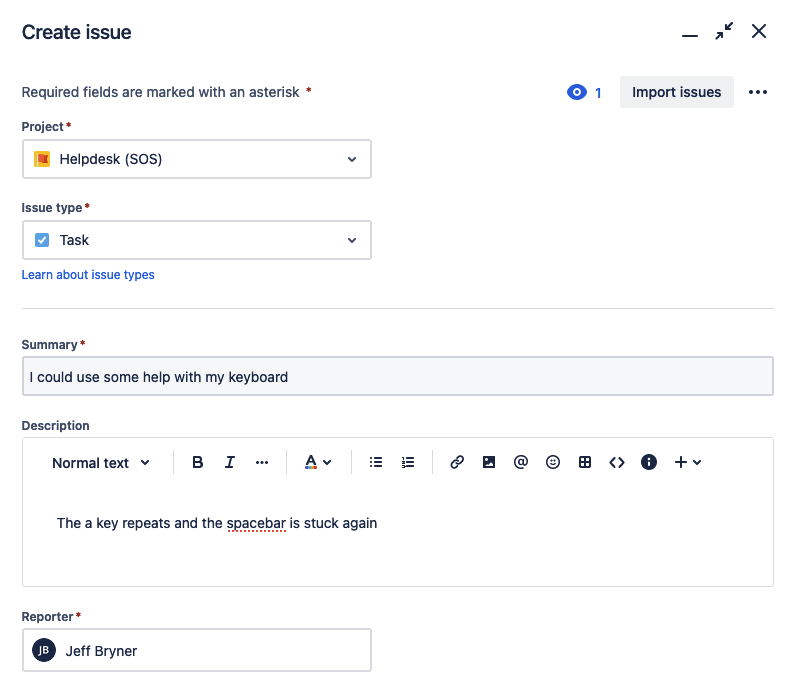 Create issue
Required fields are marked with an asterisk *
1
Import issues
Project*
Helpdesk (SOS)
Issue type*
Task
Learn about issue types
Summary*
I could use some help with my keyboard
Description
Normal text B I A @
The a key repeats and the spacebar is stuck again
Reporter*
JB Jeff Bryner